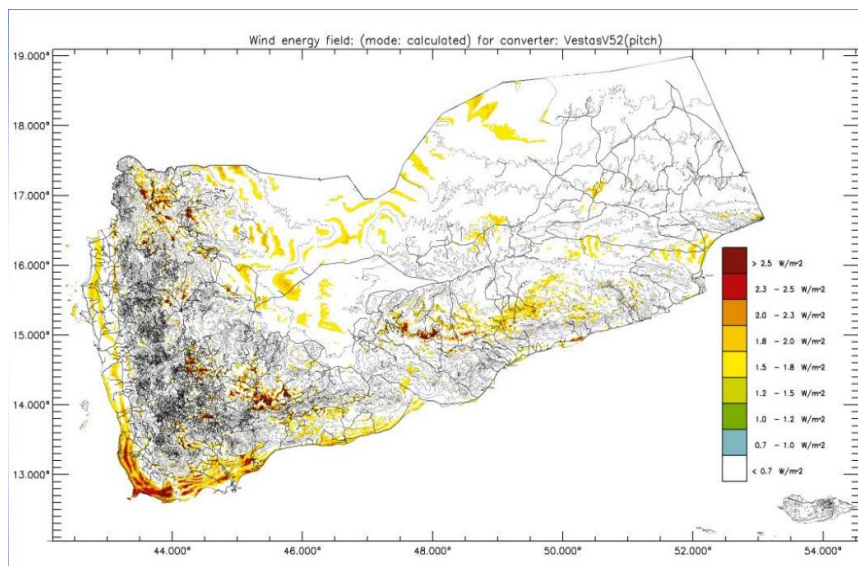 Wind energy field: (mode: calculated) for converter: VestasV52(pitch)
19.000°
18.000°
17.000°
16.000°
15.000°
14.000°
13.000°
> 2.5 W/m²
2.3 - 2.5 W/m²
2.0 - 2.3 W/m²
1.8 - 2.0 W/m²
1.5 - 1.8 W/m²
1.2 - 1.5 W/m²
1.0 - 1.2 W/m²
0.7 - 1.0 W/m²
< 0.7 W/m²
44.000° 46.000° 48.000° 50.000° 52.000° 54.000°